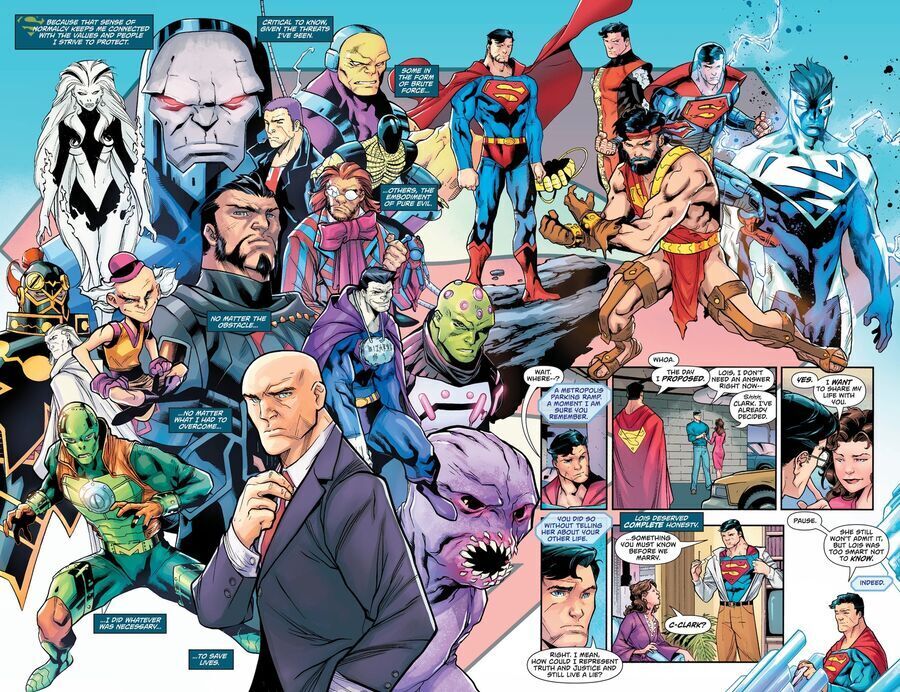 BECAUSE THAT SENSE OF
NORMALCY KEEPS ME CONNECTED
WITH THE VALUES AND PEOPLE
I STRIVE TO PROTECT.
CRITICAL TO KNOW,
GIVEN THE THREATS
I'VE SEEN.
SOME IN
THE FORM OF
BRUTE
FORCE...
...OTHERS, THE
EMBODIMENT
OF PURE EVIL.
NO MATTER THE
OBSTACLE...
...NO MATTER
WHAT I HAD TO
OVERCOME...
I DID WHATEVER
WAS NECESSARY...
...TO SAVE
LIVES.
WAIT.
WHERE--?
A METROPOLIS
PARKING RAMP.
A MOMENT I AM
SURE YOU
REMEMBER.
WHOA.
THE DAY
I PROPOSED.
LOIS, I DON'T
NEED AN ANSWER
RIGHT NOW--
Shhh,
CLARK. I'VE
ALREADY
DECIDED.
YES.
I WANT
TO SHARE MY
LIFE WITH
YOU.
YOU DID SO
WITHOUT TELLING
HER ABOUT YOUR
OTHER LIFE.
RIGHT. I MEAN,
HOW COULD I REPRESENT
TRUTH AND JUSTICE AND
STILL LIVE A LIE?
LOIS DESERVED
COMPLETE HONESTY.
...SOMETHING
YOU MUST KNOW
BEFORE WE
MARRY.
C-CLARK?
PAUSE.
SHE STILL
WON'T ADMIT IT,
BUT LOIS WAS
TOO SMART NOT
TO KNOW.
INDEED.